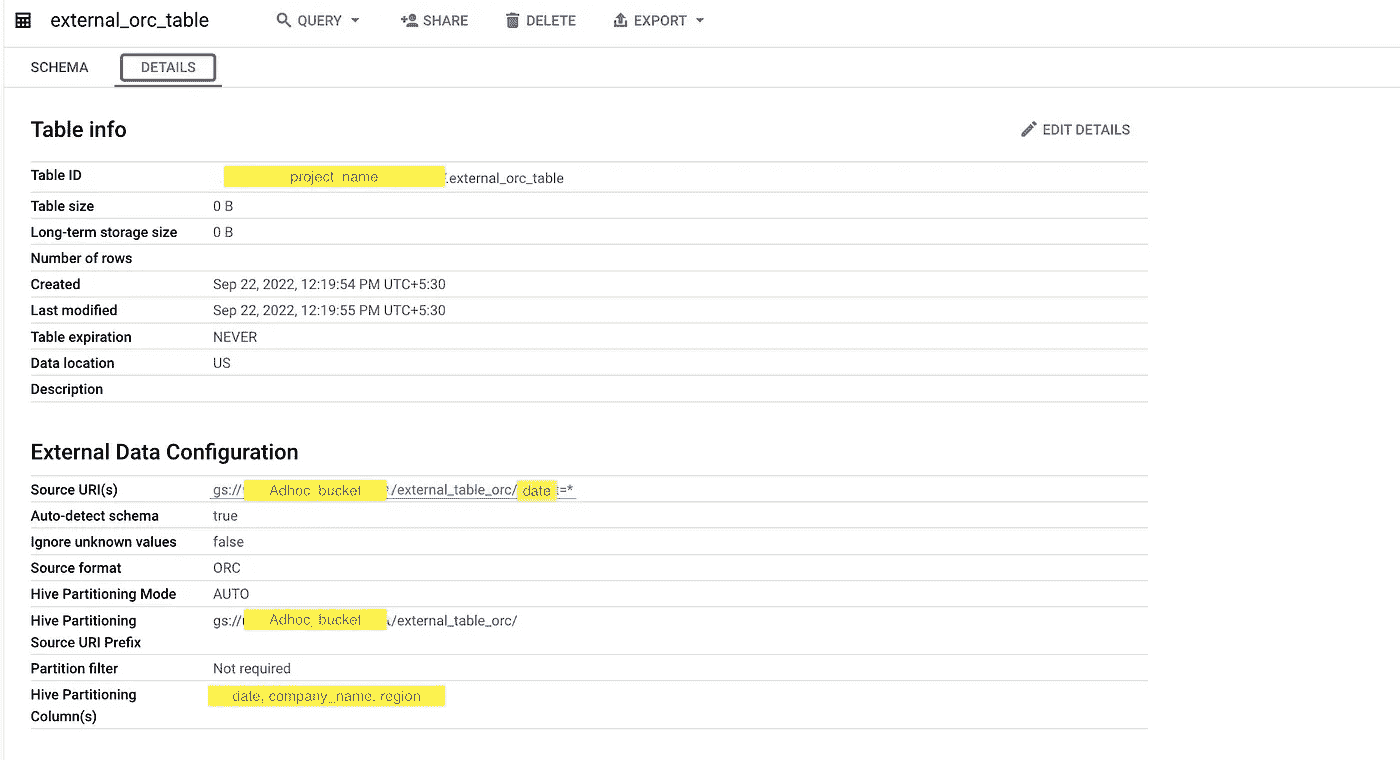 external_orc_table QUERY SHARE DELETE EXPORT
SCHEMA DETAILS
Table info EDIT DETAILS
Table ID project_name .external_orc_table
Table size 0 B
Long-term storage size 0 B
Number of rows
Created Sep 22, 2022, 12:19:54 PM UTC+5:30
Last modified Sep 22, 2022, 12:19:55 PM UTC+5:30
Table expiration NEVER
Data location US
Description
External Data Configuration
Source URI(s) gs:// Adhoc_bucket /external_table_orc/ date t=*
Auto-detect schema true
Ignore unknown values false
Source format ORC
Hive Partitioning Mode AUTO
Hive Partitioning gs:// Adhoc_bucket /external_table_orc/
Source URI Prefix
Partition filter Not required
Hive Partitioning date, company_name. region
Column(s)